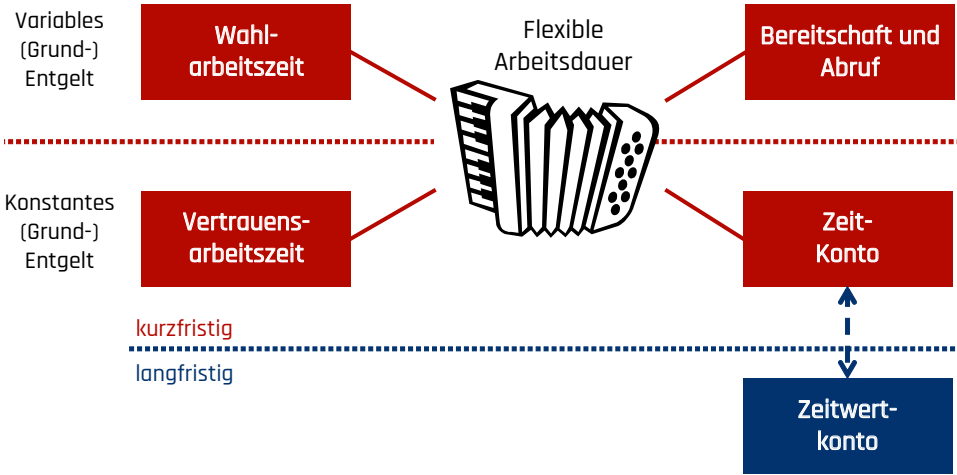 Variables
(Grund-)
Entgelt
Wahl-
arbeitszeit
Flexible
Arbeitsdauer
Bereitschaft und
Abruf
Konstantes
(Grund-)
Entgelt
Vertrauens-
arbeitszeit
Zeit-
Konto
kurzfristig
langfristig
Zeitwert-
konto